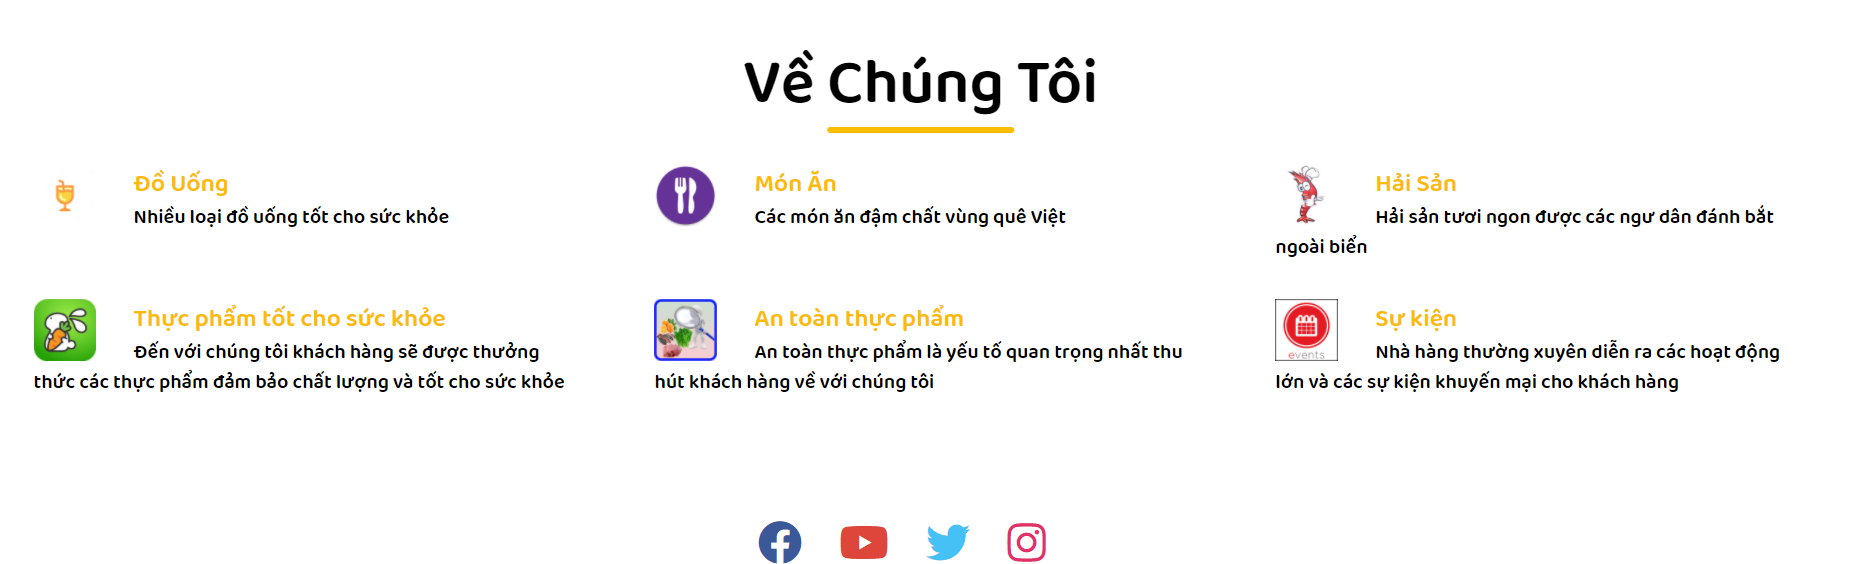 Về Chúng Tôi
Đồ Uống
Nhiều loại đồ uống tốt cho sức khỏe
Món Ăn
Các món ăn đậm chất vùng quê Việt
Hải Sản
Hải sản tươi ngon được các ngư dân đánh bắt
ngoài biển
Thực phẩm tốt cho sức khỏe
Đến với chúng tôi khách hàng sẽ được thưởng
thức các thực phẩm đảm bảo chất lượng và tốt cho sức khỏe
An toàn thực phẩm
An toàn thực phẩm là yếu tố quan trọng nhất thu
hút khách hàng về với chúng tôi
events
Sự kiện
Nhà hàng thường xuyên diễn ra các hoạt động
lớn và các sự kiện khuyến mại cho khách hàng